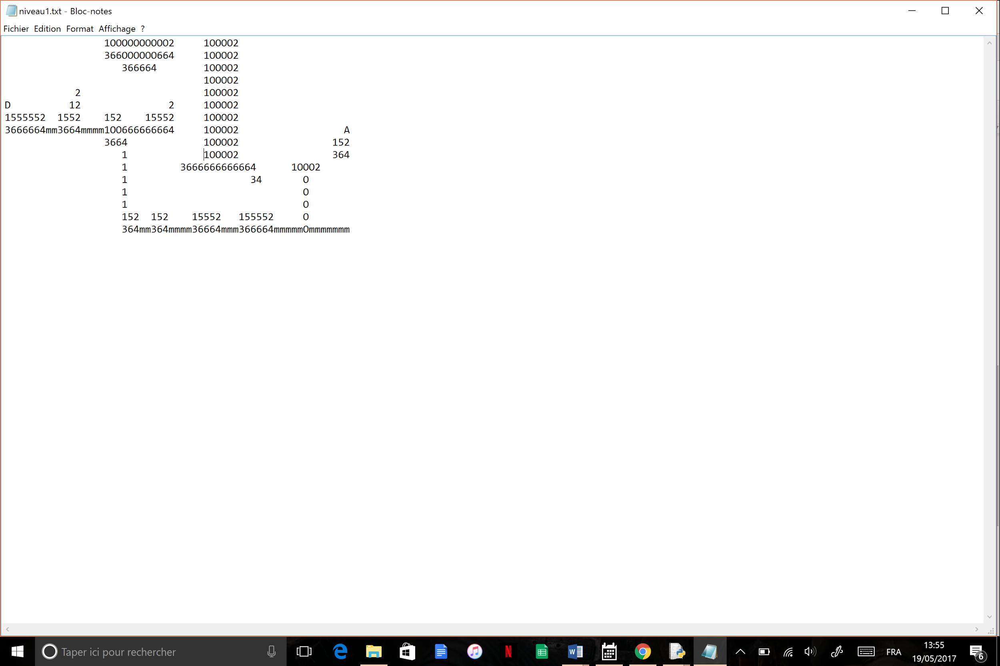 niveau1.txt - Bloc-notes
Fichier Edition Format Affichage ?
                 100000000002     100002
                 366000000664     100002
                    366664        100002
                                  100002
            2                     100002
D          12               2     100002
1555552  1552    152    15552     100002
3666664mm3664mmmm100666666664     100002                  A
                 3664             100002                152
                    1             100002                364
                    1         3666666666664      10002
                    1                     34       0
                    1                              0
                    1                              0
                    152  152    15552   155552     0
                    364mm364mmmm36664mmm366664mmmmm0mmmmmmm
Taper ici pour rechercher
FRA
13:55
19/05/2017
6